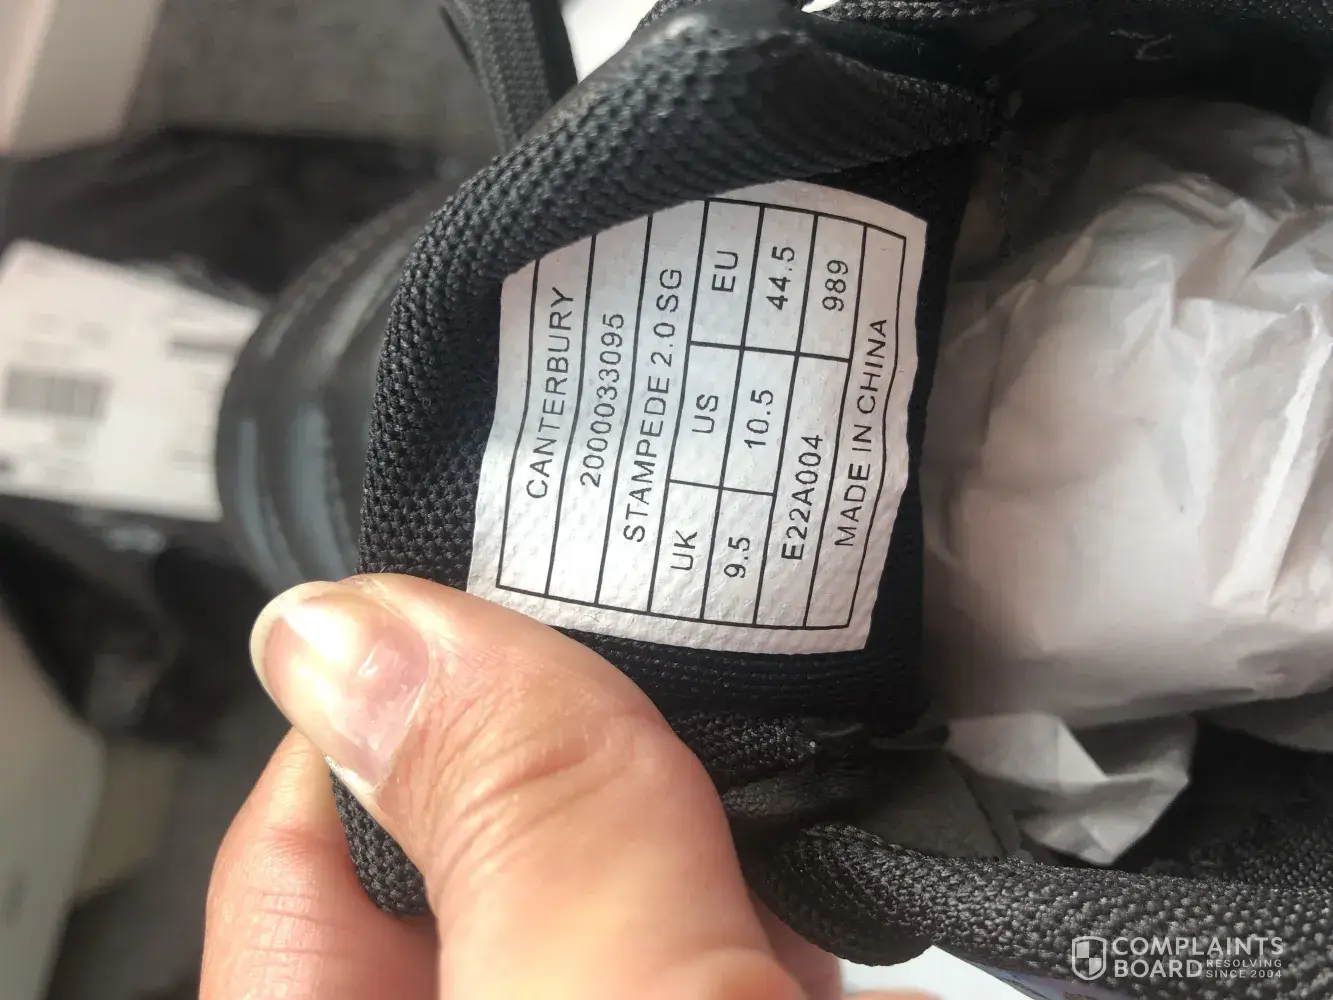 CANTERBURY
2000033095
STAMPEDE 2.0 SG
UK US EU
9.5 10.5 44.5
E22A004 989
MADE IN CHINA
COMPLAINTS
BOARD RESOLVING
SINCE 2004